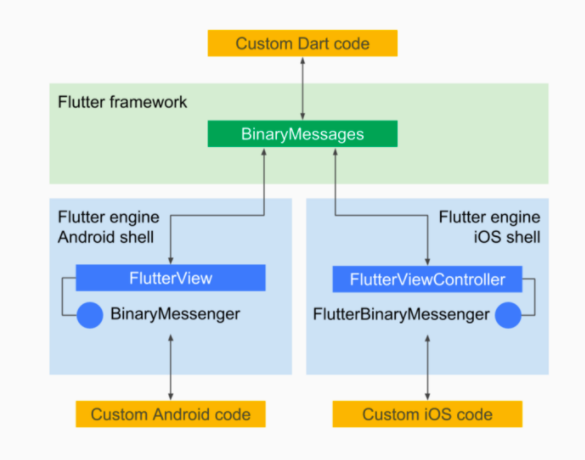 Custom Dart code
Flutter framework
BinaryMessages
Flutter engine
Android shell
Flutter engine
iOS shell
FlutterView
FlutterViewController
BinaryMessenger
FlutterBinaryMessenger
Custom Android code
Custom iOS code